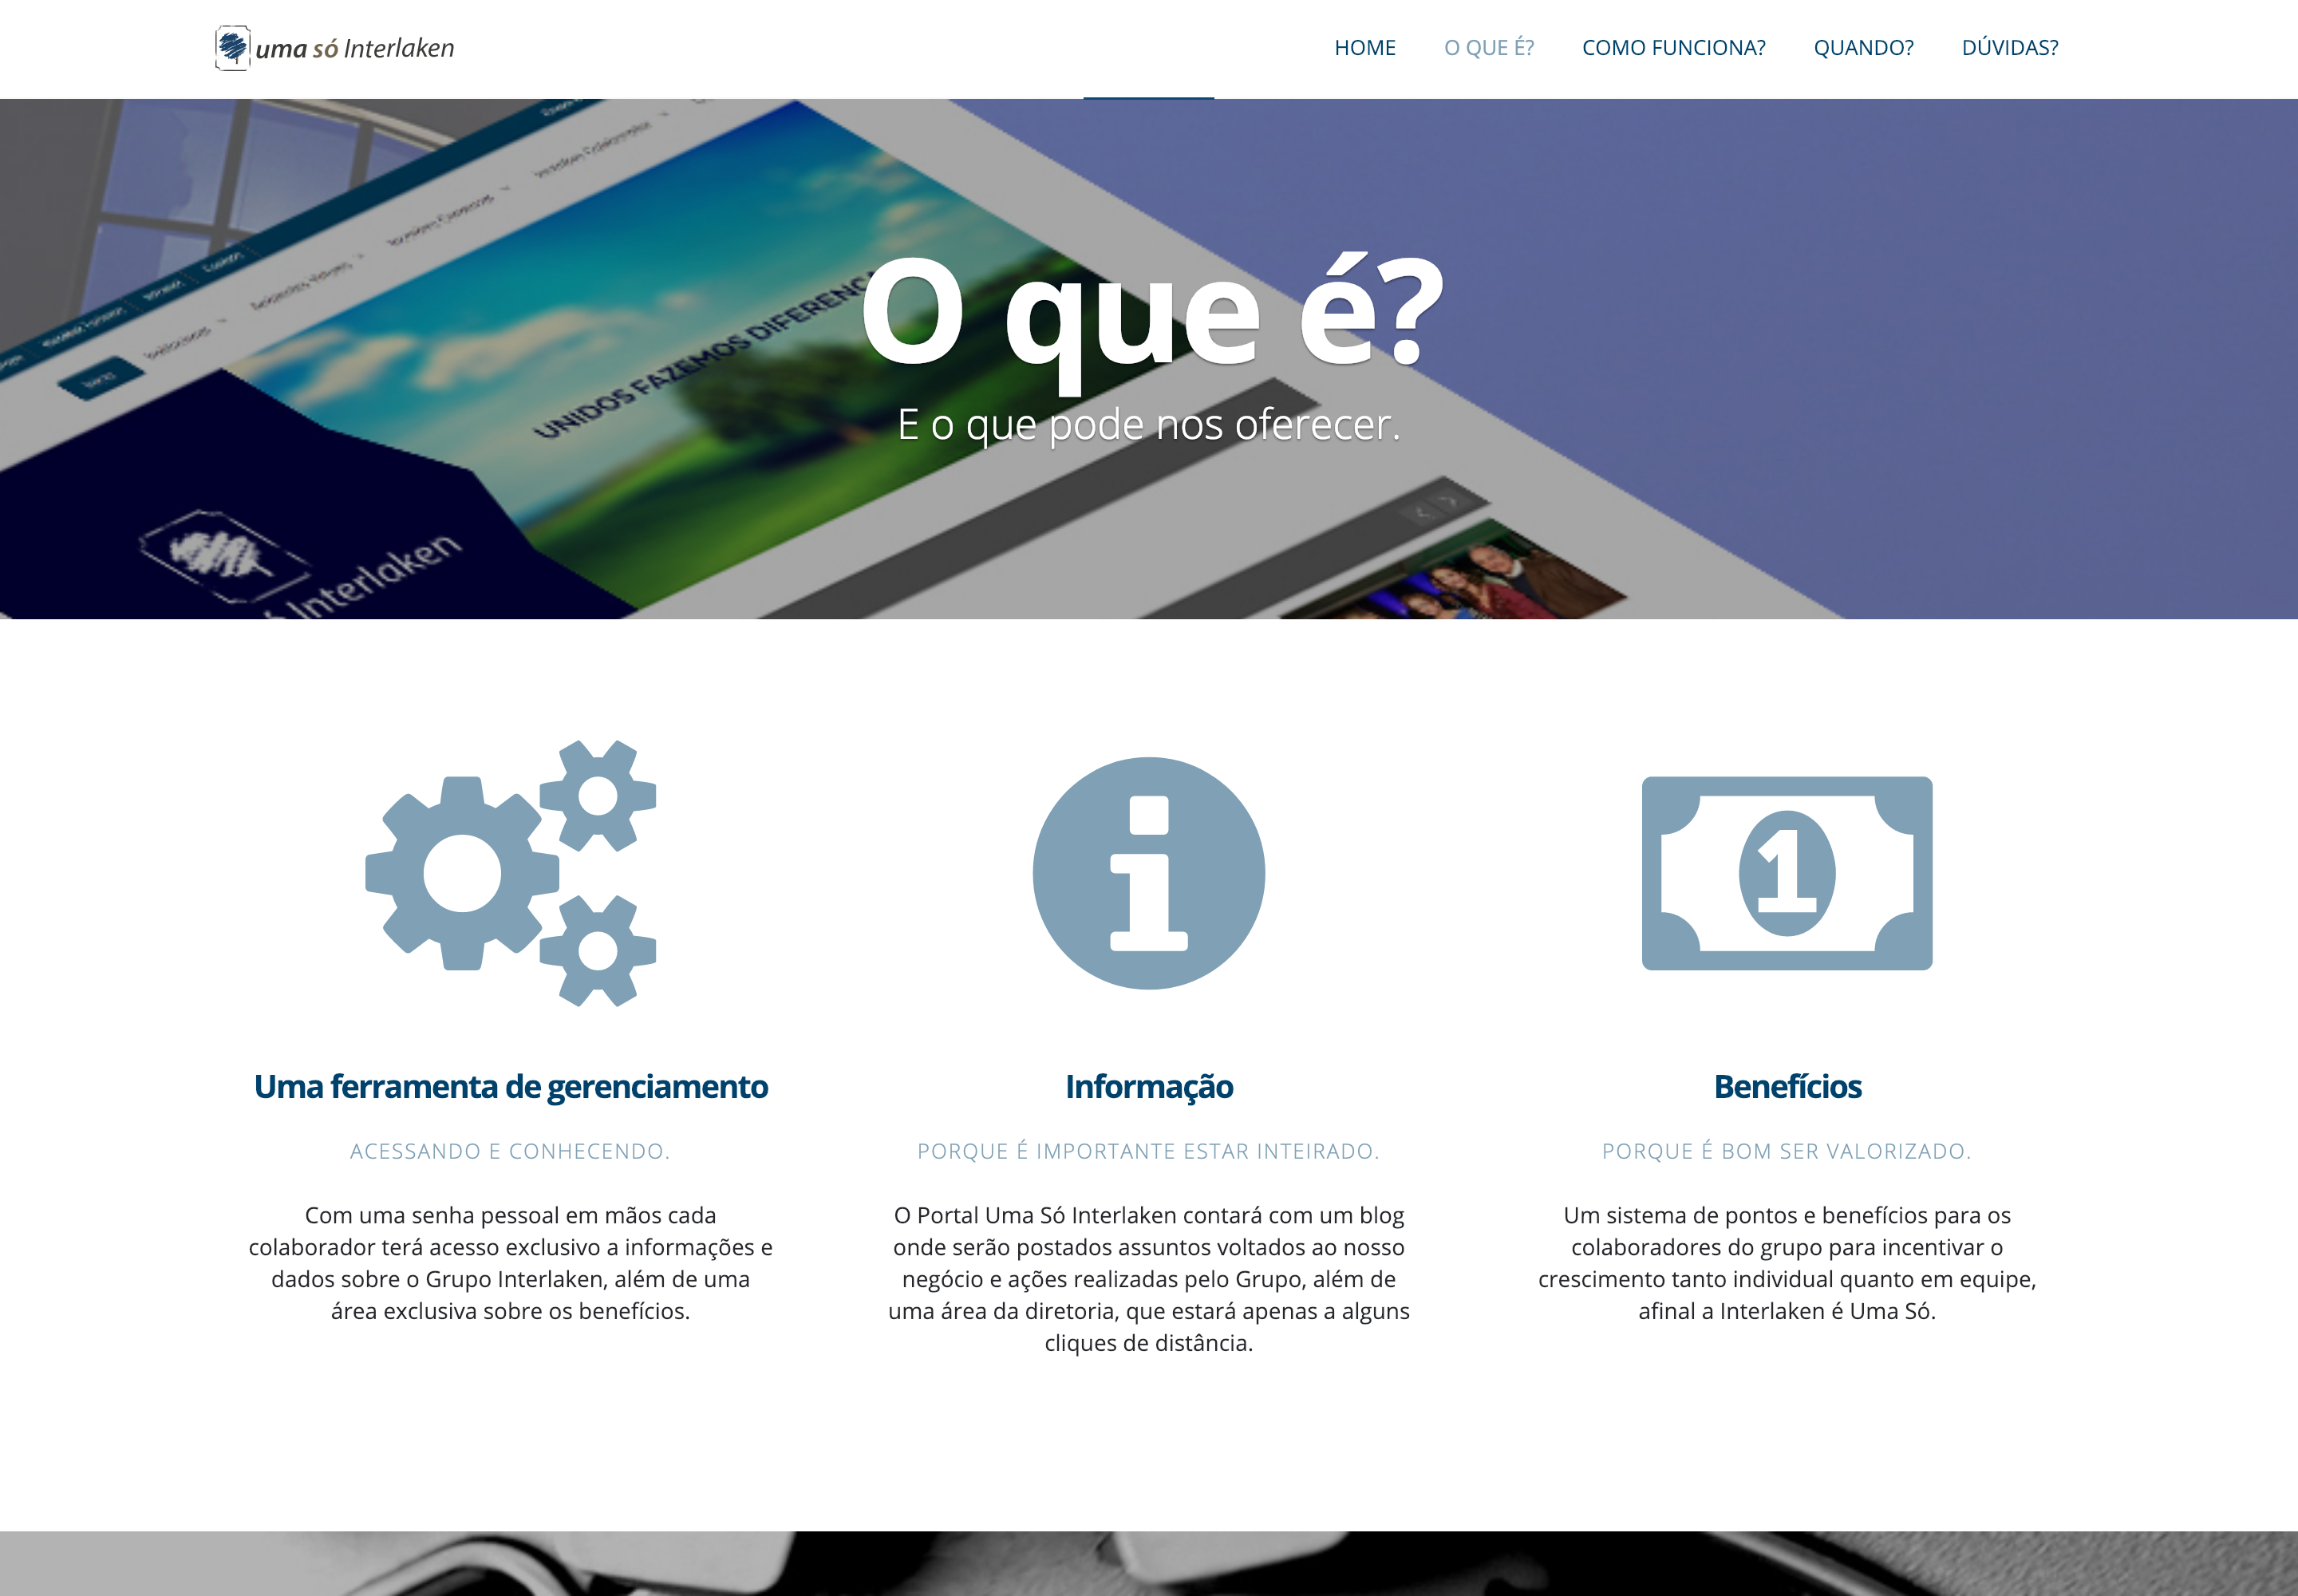 uma só Interlaken
HOME
O QUE É?
COMO FUNCIONA?
QUANDO?
DÚVIDAS?
UNIDOS FAZEMOS DIFERENÇA
O que é?
E o que pode nos oferecer.
Interlaken
1
Uma ferramenta de gerenciamento
ACESSANDO E CONHECENDO.
Com uma senha pessoal em mãos cada
colaborador terá acesso exclusivo a informações e
dados sobre o Grupo Interlaken, além de uma
área exclusiva sobre os benefícios.
Informação
PORQUE É IMPORTANTE ESTAR INTEIRADO.
O Portal Uma Só Interlaken contará com um blog
onde serão postados assuntos voltados ao nosso
negócio e ações realizadas pelo Grupo, além de
uma área da diretoria, que estará apenas a alguns
cliques de distância.
Benefícios
PORQUE É BOM SER VALORIZADO.
Um sistema de pontos e benefícios para os
colaboradores do grupo para incentivar o
crescimento tanto individual quanto em equipe,
afinal a Interlaken é Uma Só.